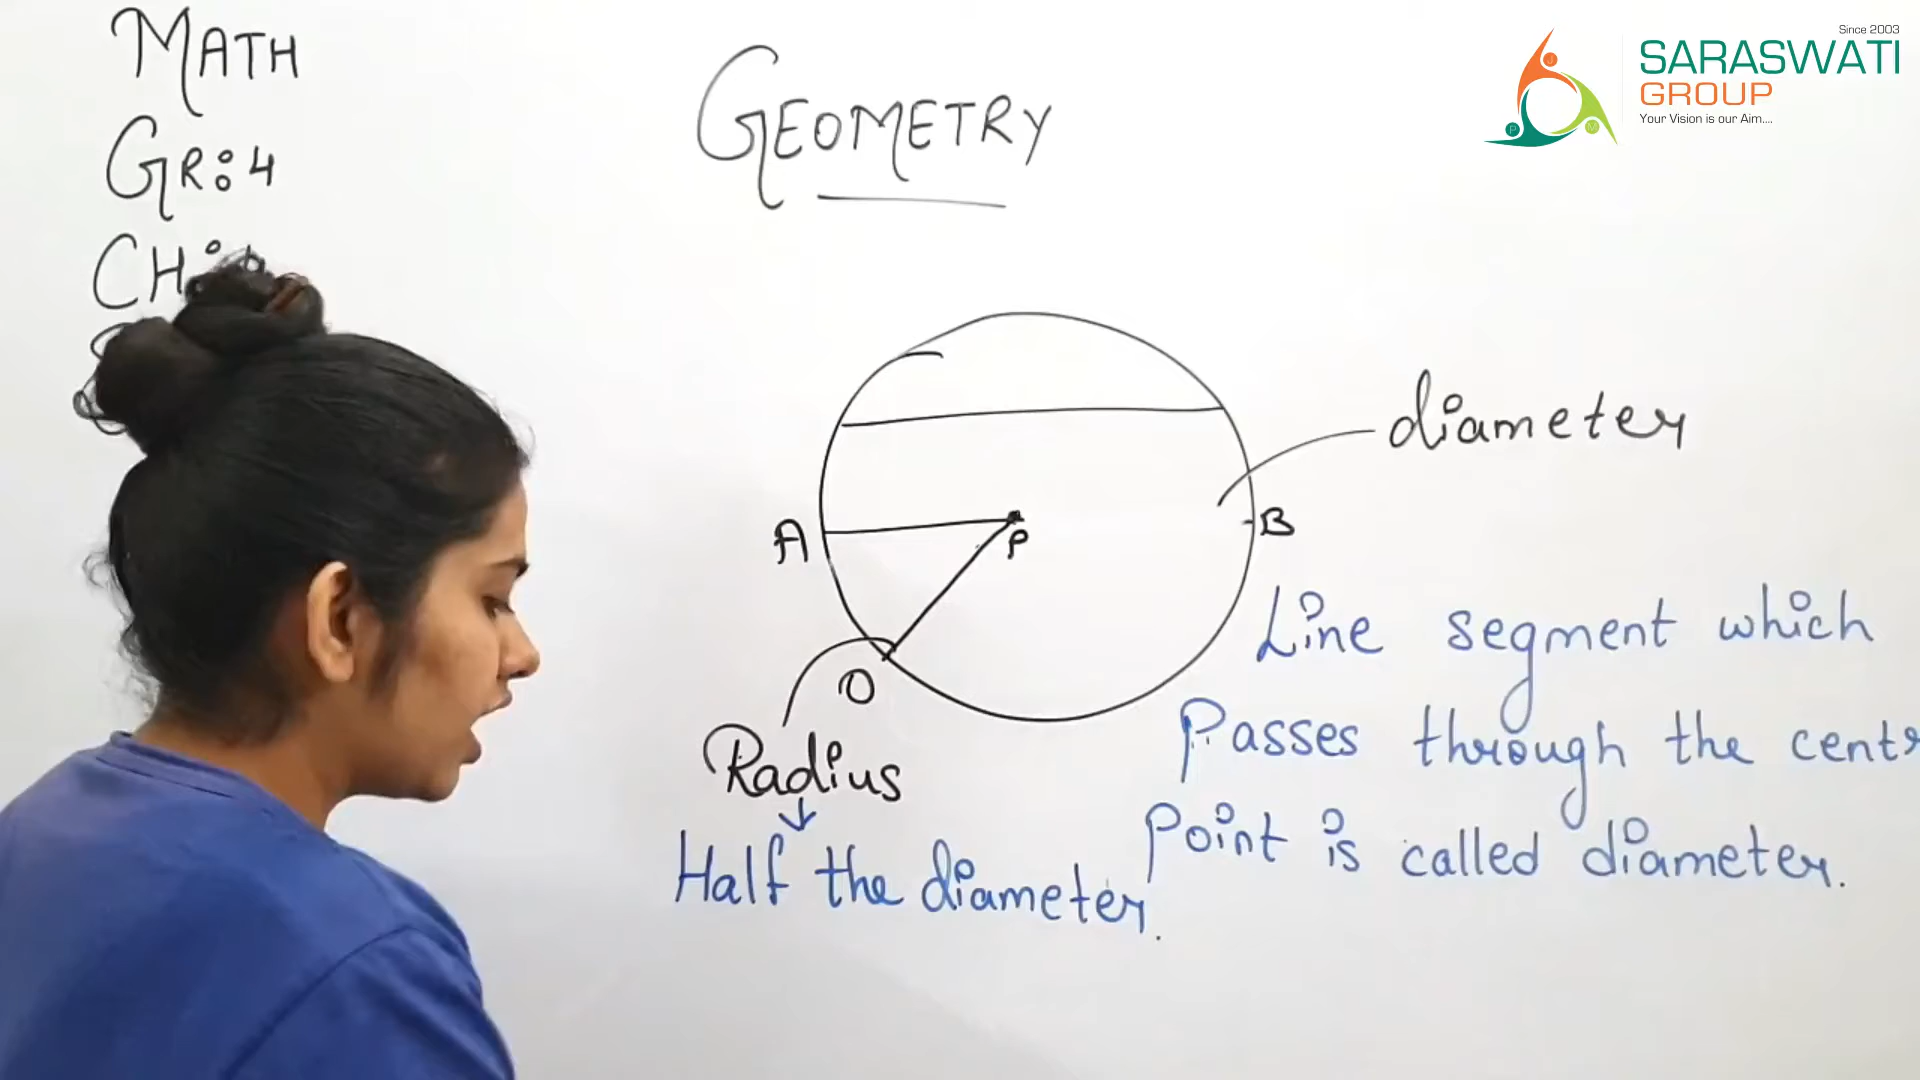 MATH
GR: 4
CH:
GEOMETRY
Since 2003
SARASWATI
GROUP
Your Vision is our Aim....
J
P
M
diameter
A
P
B
O
Radius
Half the diameter.
Line segment which
Passes through the
Point is called diameter.